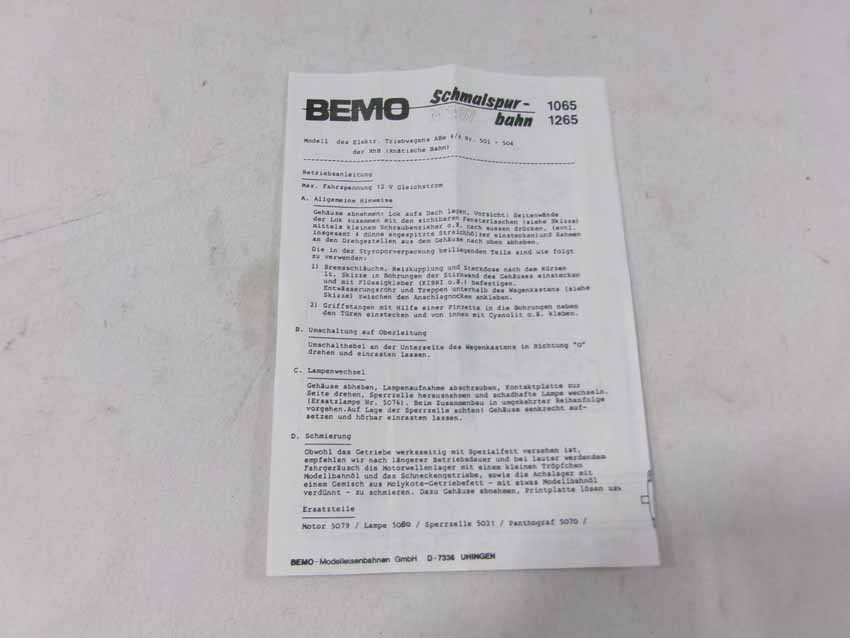 BEMO Schmalspur- 1065
bahn 1265
Modell des Elektr. Triebwagens ABe 4/4 Nr. 501 - 504
der RhB (Rhätische Bahn)
Betriebsanleitung
Max. Fahrspannung 12 V Gleichstrom
A. Allgemeine Hinweise
Gehäuse abnehmen: Lok aufs Dach legen, Vorsicht! Seitenwände
der Lok zusammen mit den sichtbaren Fensterlaschen (siehe Skizze)
mittels kleinem Schraubenzieher o.ä. nach aussen drücken, (evtl.
insgesamt 4 dünne angespitzte Streichhölzer einstecken) und Rahmen
an den Drehgestellen aus dem Gehäuse nach oben abheben.
Die in der Styroporverpackung beiliegenden Teile sind wie folgt
zu verwenden:
1) Bremsschläuche, Heizkupplung und Steckdose nach dem Kürzen
lt. Skizze in Bohrungen der Stirnwand des Gehäuses einstecken
und mit Flüssigkleber (KIBRI o.ä.) befestigen.
Entwässerungsrohr und Treppen unterhalb des Wagenkastens (siehe
Skizze) zwischen den Anschlagnocken ankleben.
2) Griffstangen mit Hilfe einer Pinzette in die Bohrungen neben
den Türen einstecken und von innen mit Cyanolit o.ä. kleben.
B. Umschaltung auf Oberleitung
Umschalthebel an der Unterseite des Wagenkastens in Richtung "O"
drehen und einrasten lassen.
C. Lampenwechsel
Gehäuse abheben, Lampenaufnahme abschrauben, Kontaktplatte zur
Seite drehen, Sperrzelle herausnehmen und schadhafte Lampe wechseln.
(Ersatzlampe Nr. 5076). Beim Zusammenbau in umgekehrter Reihenfolge
vorgehen. Auf Lage der Sperrzelle achten! Gehäuse senkrecht auf-
setzen und hörbar einrasten lassen.
D. Schmierung
Obwohl das Getriebe werkseitig mit Spezialfett versehen ist,
empfehlen wir nach längerer Betriebsdauer und bei lauter werdendem
Fahrgeräusch die Motorwellenlager mit einem kleinen Tröpfchen
Modellbahnöl und das Schneckengetriebe, sowie die Achslager mit
einem Gemisch aus Molykote-Getriebefett - mit etwas Modellbahnöl
verdünnt - zu schmieren. Dazu Gehäuse abnehmen, Printplatte lösen usw
Ersatzteile
Motor 5079 / Lampe 5080 / Sperrzelle 5031 / Panthograf 5070 /
BEMO-Modelleisenbahnen GmbH D-7336 UHINGEN